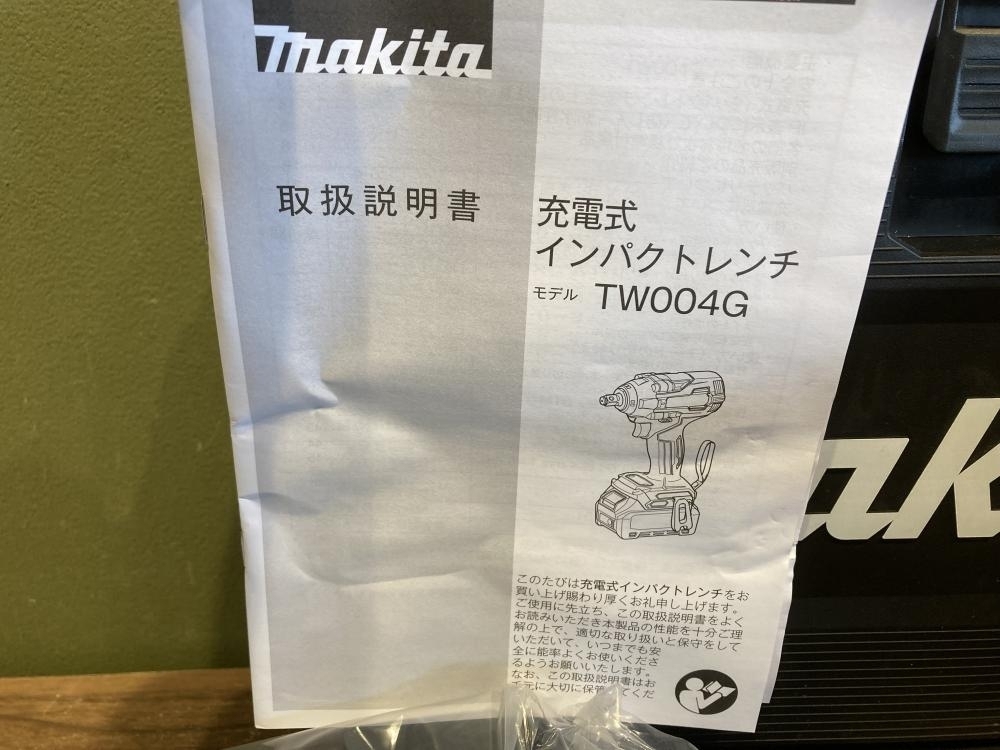 makita
取扱説明書
充電式
インパクトレンチ
モデル TW004G
このたびは充電式インパクトレンチをお
買い上げ賜わり厚くお礼申し上げます。
ご使用に先立ち、この取扱説明書をよく
お読みいただき本製品の性能を十分ご理
解の上で、適切な取り扱いと保守をして
いただいて、いつまでも安
全に能率よくお使いくださ
るようお願いいたします。
なお、この取扱説明書はお
手元に大切に保管してくだ
ak